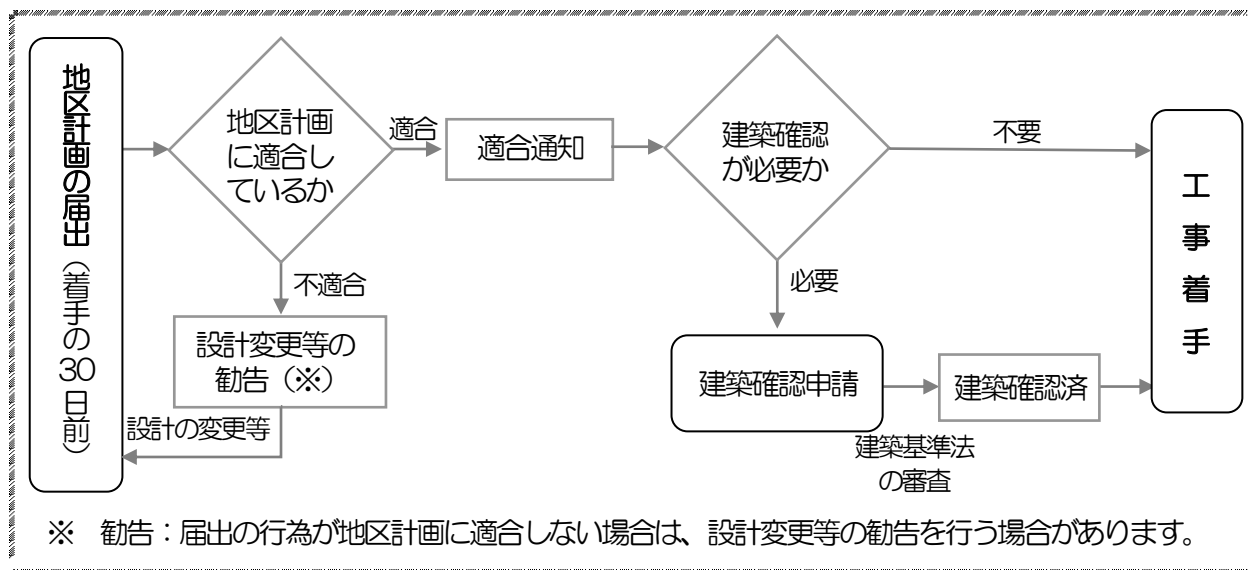 地区計画の届出(着手の30日前)
地区計画
に適合し
ているか
適合
適合通知
建築確認
が必要か
不要
工事着手
不適合
設計変更等の
勧告(※)
設計の変更等
必要
建築確認申請
建築基準法
の審査
建築確認済
※ 勧告:届出の行為が地区計画に適合しない場合は、設計変更等の勧告を行う場合があります。